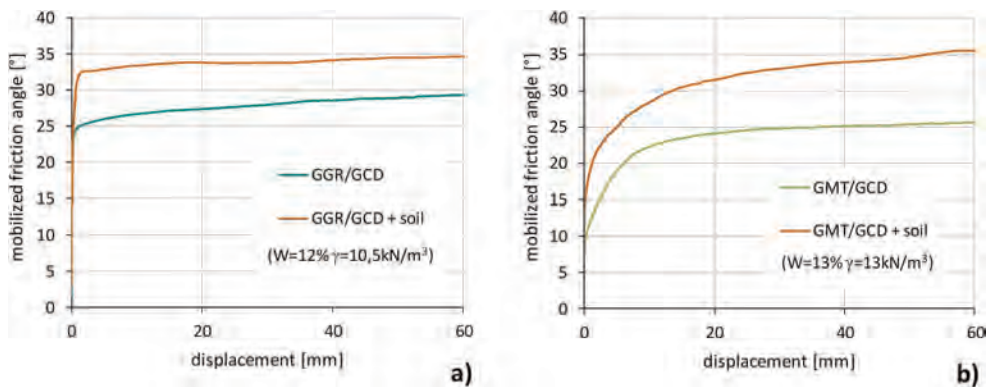 mobilized friction angle [°]
40
35
30
25
20
15
10
5
0
GGR/GCD
GGR/GCD + soil
(W=12% γ=10,5kN/m³)
0 20 40 60
displacement [mm]
a)
mobilized friction angle [°]
40
35
30
25
20
15
10
5
0
GMT/GCD
GMT/GCD + soil
(W=13% γ=13kN/m³)
0 20 40 60
displacement [mm]
b)